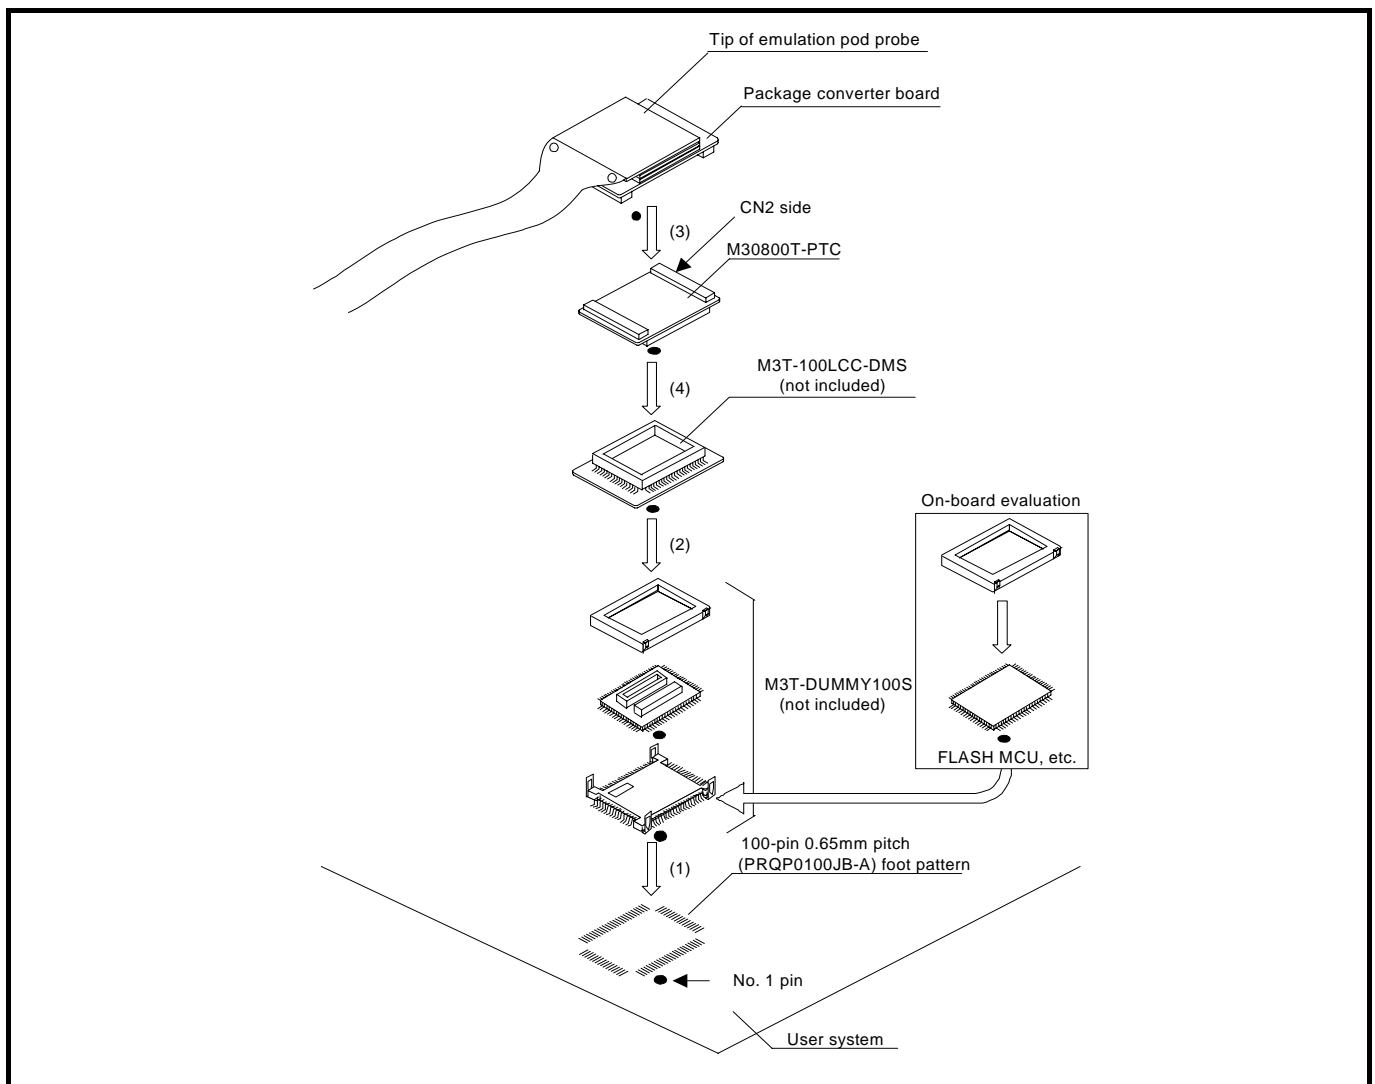 Tip of emulation pod probe
Package converter board
CN2 side
(3)
M30800T-PTC
M3T-100LCC-DMS
(not included)
(4)
On-board evaluation
(2)
M3T-DUMMY100S
(not included)
FLASH MCU, etc.
100-pin 0.65mm pitch
(PRQP0100JB-A) foot pattern
(1)
No. 1 pin
User system